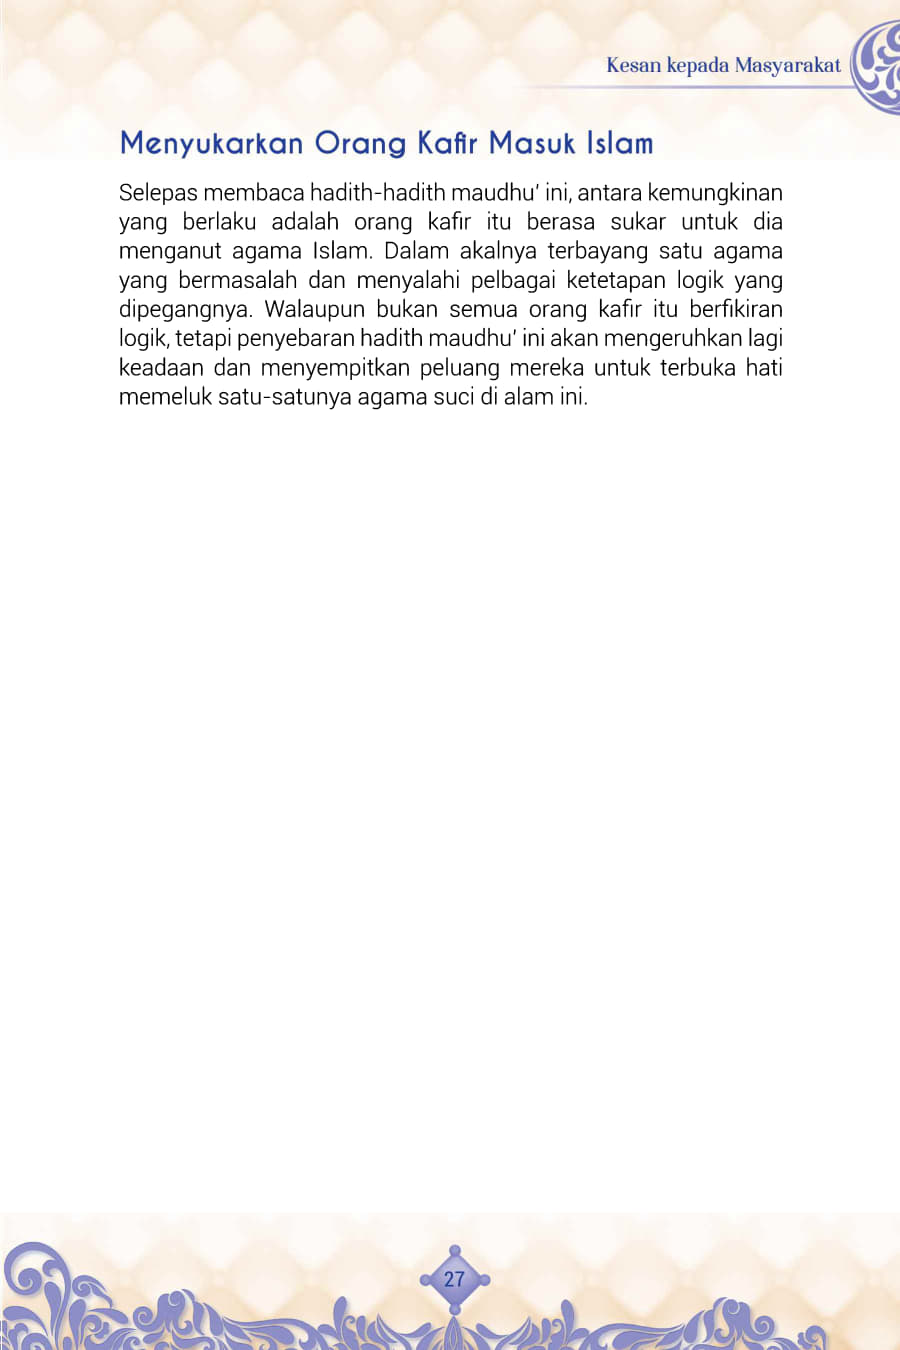 Kesan kepada Masyarakat
Menyukarkan Orang Kafir Masuk Islam
Selepas membaca hadith-hadith maudhu’ ini, antara kemungkinan
yang berlaku adalah orang kafir itu berasa sukar untuk dia
menganut agama Islam. Dalam akalnya terbayang satu agama
yang bermasalah dan menyalahi pelbagai ketetapan logik yang
dipegangnya. Walaupun bukan semua orang kafir itu berfikiran
logik, tetapi penyebaran hadith maudhu’ ini akan mengeruhkan lagi
keadaan dan menyempitkan peluang mereka untuk terbuka hati
memeluk satu-satunya agama suci di alam ini.
27